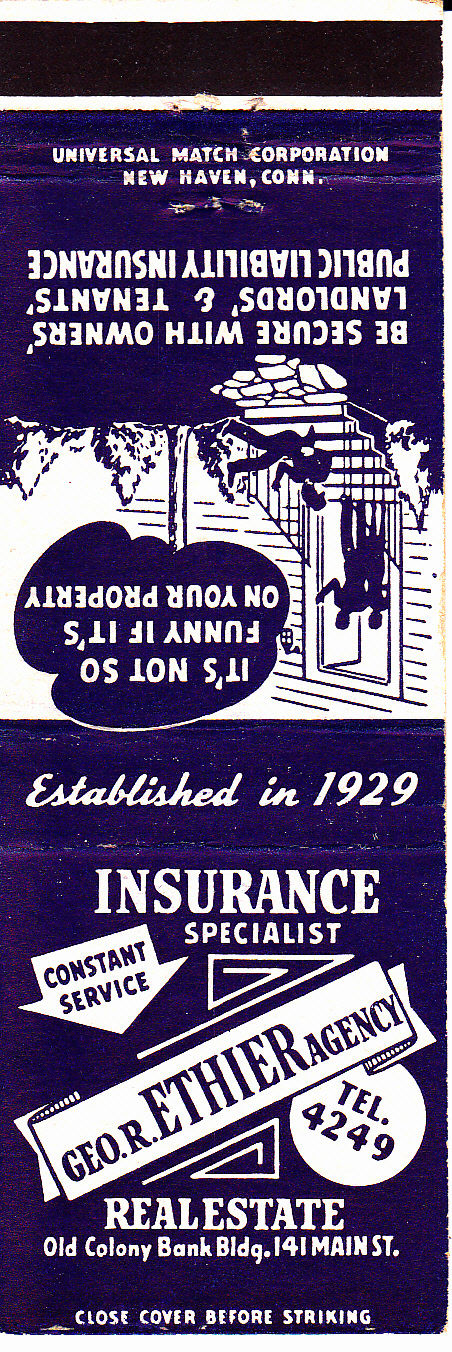 UNIVERSAL MATCH CORPORATION
NEW HAVEN, CONN.
IT'S NOT SO
FUNNY IF IT'S
ON YOUR PROPERTY
BE SECURE WITH OWNERS',
LANDLORDS' & TENANTS',
PUBLIC LIABILITY INSURANCE
Established in 1929
INSURANCE
SPECIALIST
CONSTANT
SERVICE
GEO. R. ETHIER AGENCY
TEL.
4249
REAL ESTATE
Old Colony Bank Bldg. 141 MAIN ST.
CLOSE COVER BEFORE STRIKING